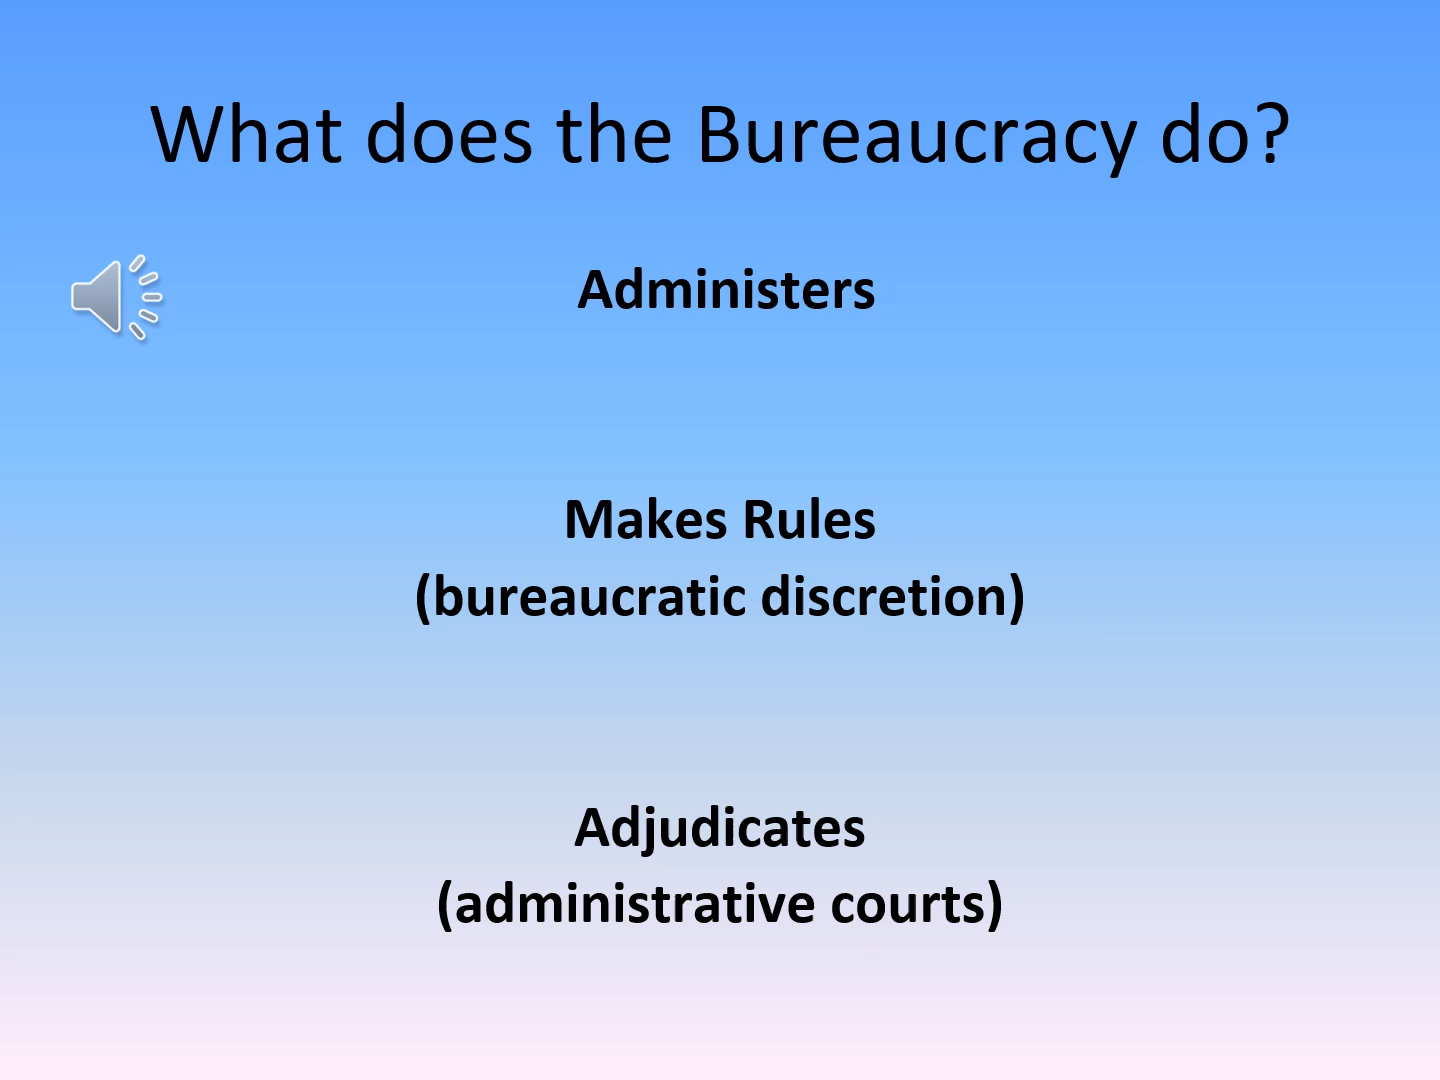 What does the Bureaucracy do?
Administers
Makes Rules
(bureaucratic discretion)
Adjudicates
(administrative courts)